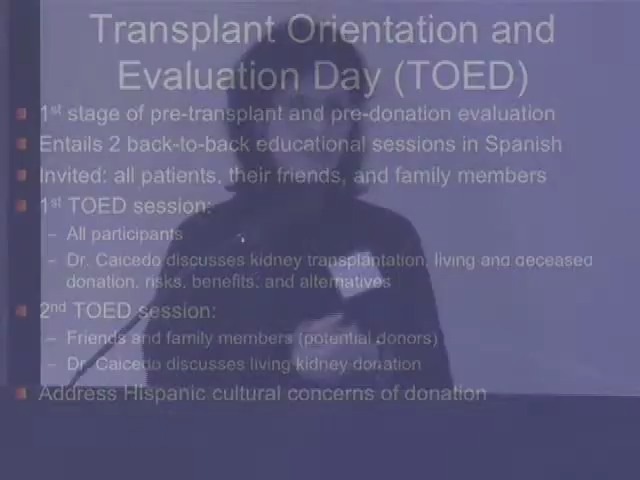 Transplant Orientation and
Evaluation Day (TOED)
1st stage of pre-transplant and pre-donation evaluation
Entails 2 back-to-back educational sessions in Spanish
Invited: all patients, their friends, and family members
1st TOED session:
– All participants
– Dr. Caicedo discusses kidney transplantation, living and deceased
donation, risks, benefits, and alternatives
2nd TOED session:
– Friends and family members (potential donors)
– Dr. Caicedo discusses living kidney donation
Address Hispanic cultural concerns of donation